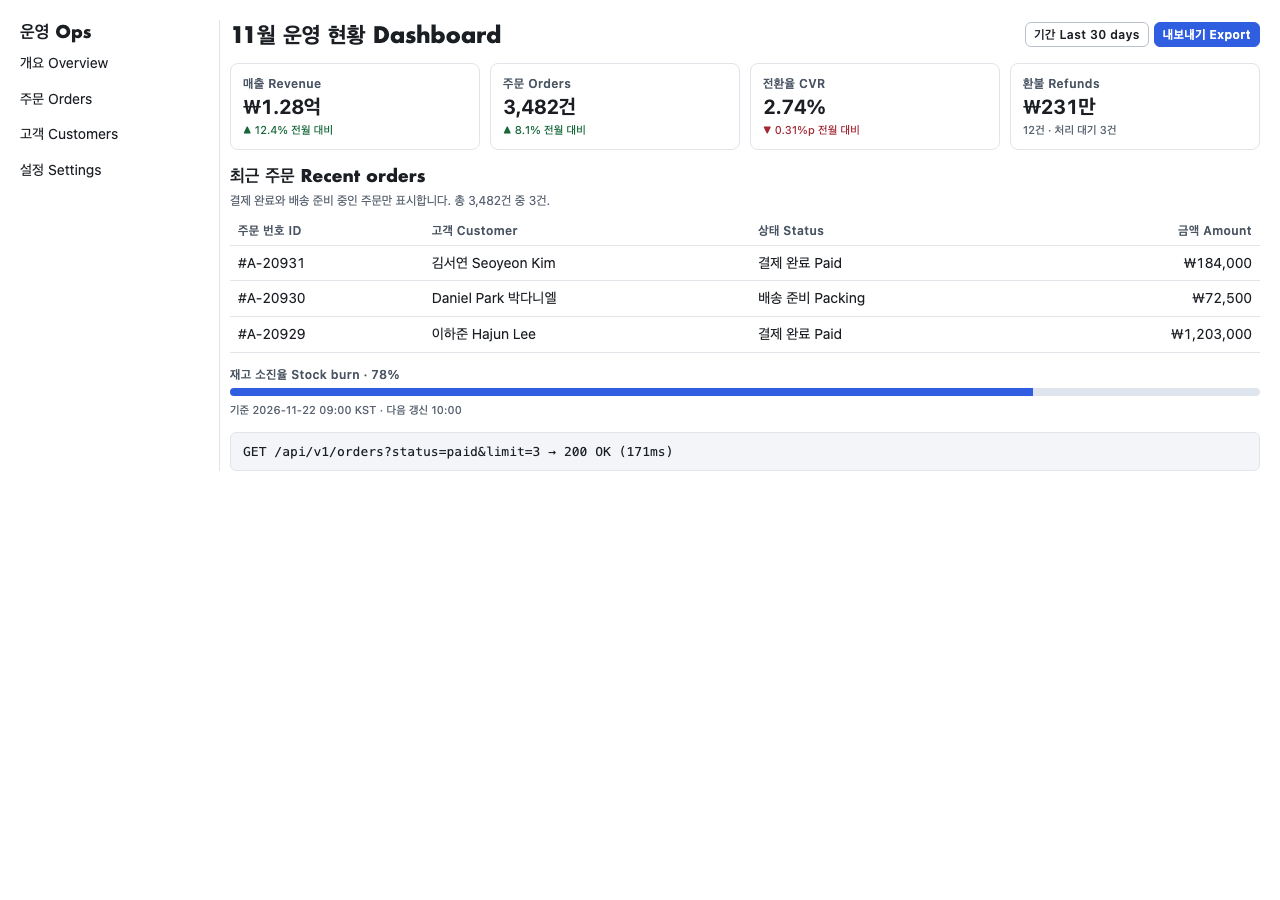 운영 Ops
개요 Overview
주문 Orders
고객 Customers
설정 Settings
11월 운영 현황 Dashboard
기간 Last 30 days
내보내기 Export
매출 Revenue
₩1.28억
▲ 12.4% 전월 대비
주문 Orders
3,482건
▲ 8.1% 전월 대비
전환율 CVR
2.74%
▼ 0.31%p 전월 대비
환불 Refunds
₩231만
12건 · 처리 대기 3건
최근 주문 Recent orders
결제 완료와 배송 준비 중인 주문만 표시합니다. 총 3,482건 중 3건.
주문 번호 ID 고객 Customer 상태 Status 금액 Amount
#A-20931 김서연 Seoyeon Kim 결제 완료 Paid ₩184,000
#A-20930 Daniel Park 박다니엘 배송 준비 Packing ₩72,500
#A-20929 이하준 Hajun Lee 결제 완료 Paid ₩1,203,000
재고 소진율 Stock burn · 78%
기준 2026-11-22 09:00 KST · 다음 갱신 10:00
GET /api/v1/orders?status=paid&limit=3 → 200 OK (171ms)